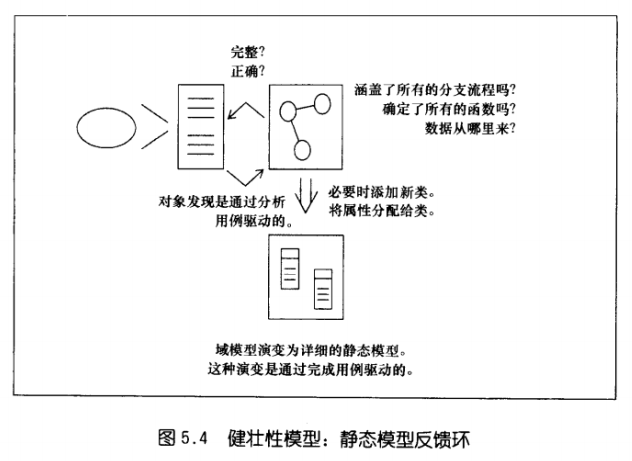 完整？
正确？
涵盖了所有的分支流程吗？
确定了所有的函数吗？
数据从哪里来？
对象发现是通过分析
用例驱动的。
必要时添加新类。
将属性分配给类。
域模型演变为详细的静态模型。
这种演变是通过完成用例驱动的。
图 5.4 健壮性模型：静态模型反馈环